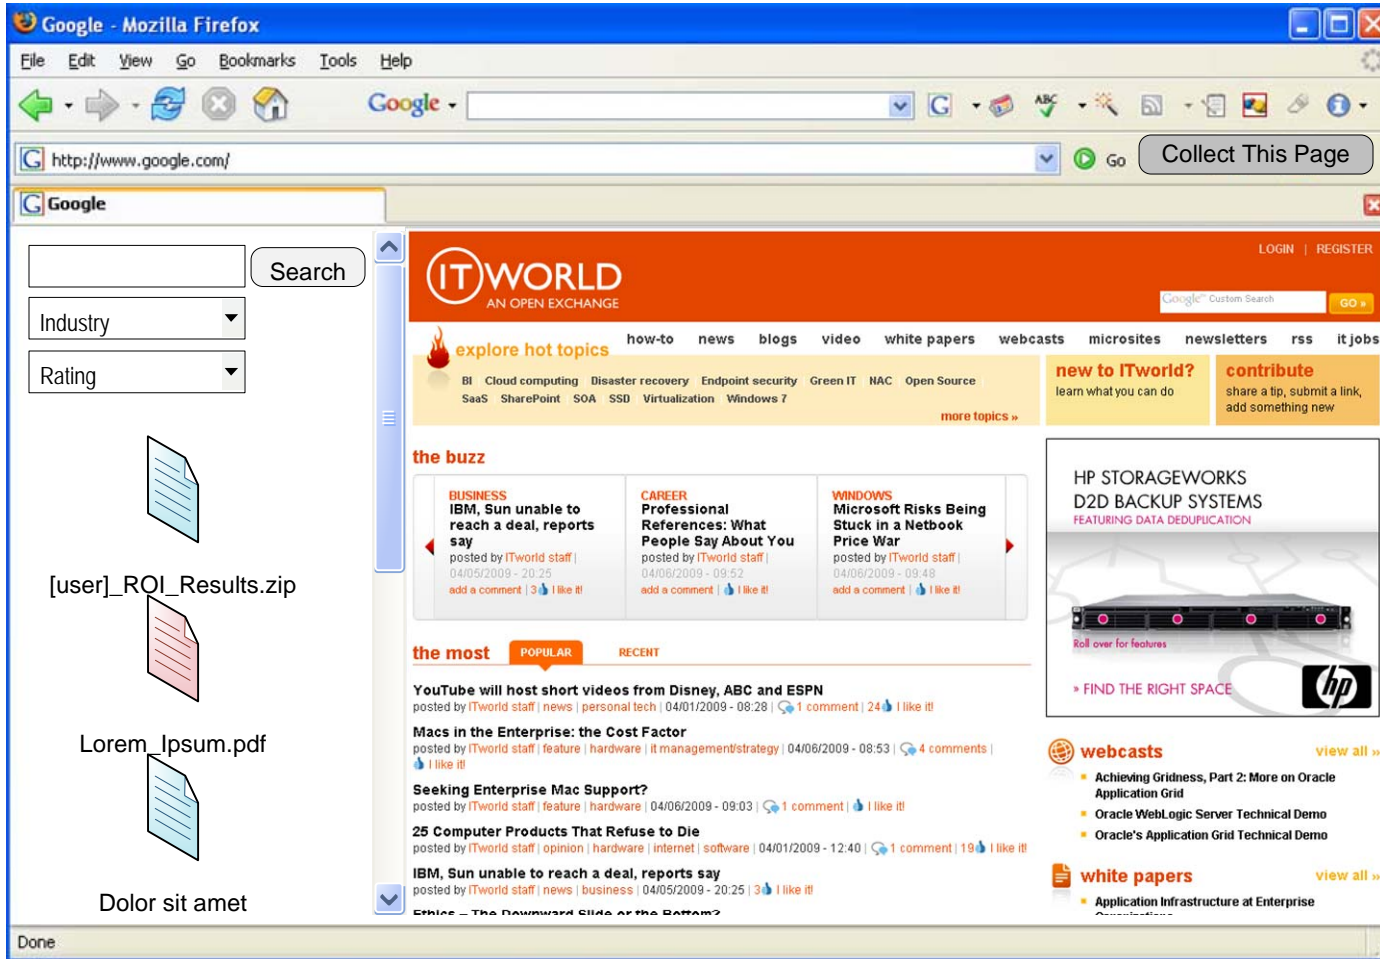 Google - Mozilla Firefox
File Edit View Go Bookmarks Tools Help
Google
G
ABC
G http://www.google.com/
Go
Collect This Page
G Google
Search
Industry
Rating
[user]_ROI_Results.zip
Lorem_Ipsum.pdf
Dolor sit amet
LOGIN | REGISTER
ITWORLD
AN OPEN EXCHANGE
Google™ Custom Search
GO »
explore hot topics
how-to news blogs video white papers webcasts microsites newsletters rss it jobs
BI Cloud computing Disaster recovery Endpoint security Green IT NAC Open Source
SaaS SharePoint SOA SSD Virtualization Windows 7
more topics »
new to ITworld?
learn what you can do
contribute
share a tip, submit a link,
add something new
the buzz
BUSINESS
IBM, Sun unable to
reach a deal, reports
say
posted by ITworld staff |
04/05/2009 - 20:25
add a comment | 3 I like it!
CAREER
Professional
References: What
People Say About You
posted by ITworld staff |
04/06/2009 - 09:52
add a comment | I like it!
WINDOWS
Microsoft Risks Being
Stuck in a Netbook
Price War
posted by ITworld staff |
04/06/2009 - 09:48
add a comment | I like it!
HP STORAGEWORKS
D2D BACKUP SYSTEMS
FEATURING DATA DEDUPLICATION
Roll over for features
» FIND THE RIGHT SPACE
hp
the most POPULAR RECENT
YouTube will host short videos from Disney, ABC and ESPN
posted by ITworld staff | news | personal tech | 04/01/2009 - 08:28 | 1 comment | 24 I like it!
Macs in the Enterprise: the Cost Factor
posted by ITworld staff | feature | hardware | it management/strategy | 04/06/2009 - 08:53 | 4 comments |
I like it!
Seeking Enterprise Mac Support?
posted by ITworld staff | feature | hardware | 04/06/2009 - 09:03 | 1 comment | I like it!
25 Computer Products That Refuse to Die
posted by ITworld staff | opinion | hardware | internet | software | 04/01/2009 - 12:40 | 1 comment | 19 I like it!
IBM, Sun unable to reach a deal, reports say
posted by ITworld staff | news | business | 04/05/2009 - 20:25 | 3 I like it!
Ethics – The Downward Slide or the Bottom?
webcasts view all »
Achieving Gridness, Part 2: More on Oracle
Application Grid
Oracle WebLogic Server Technical Demo
Oracle's Application Grid Technical Demo
white papers view all »
Application Infrastructure at Enterprise
Done